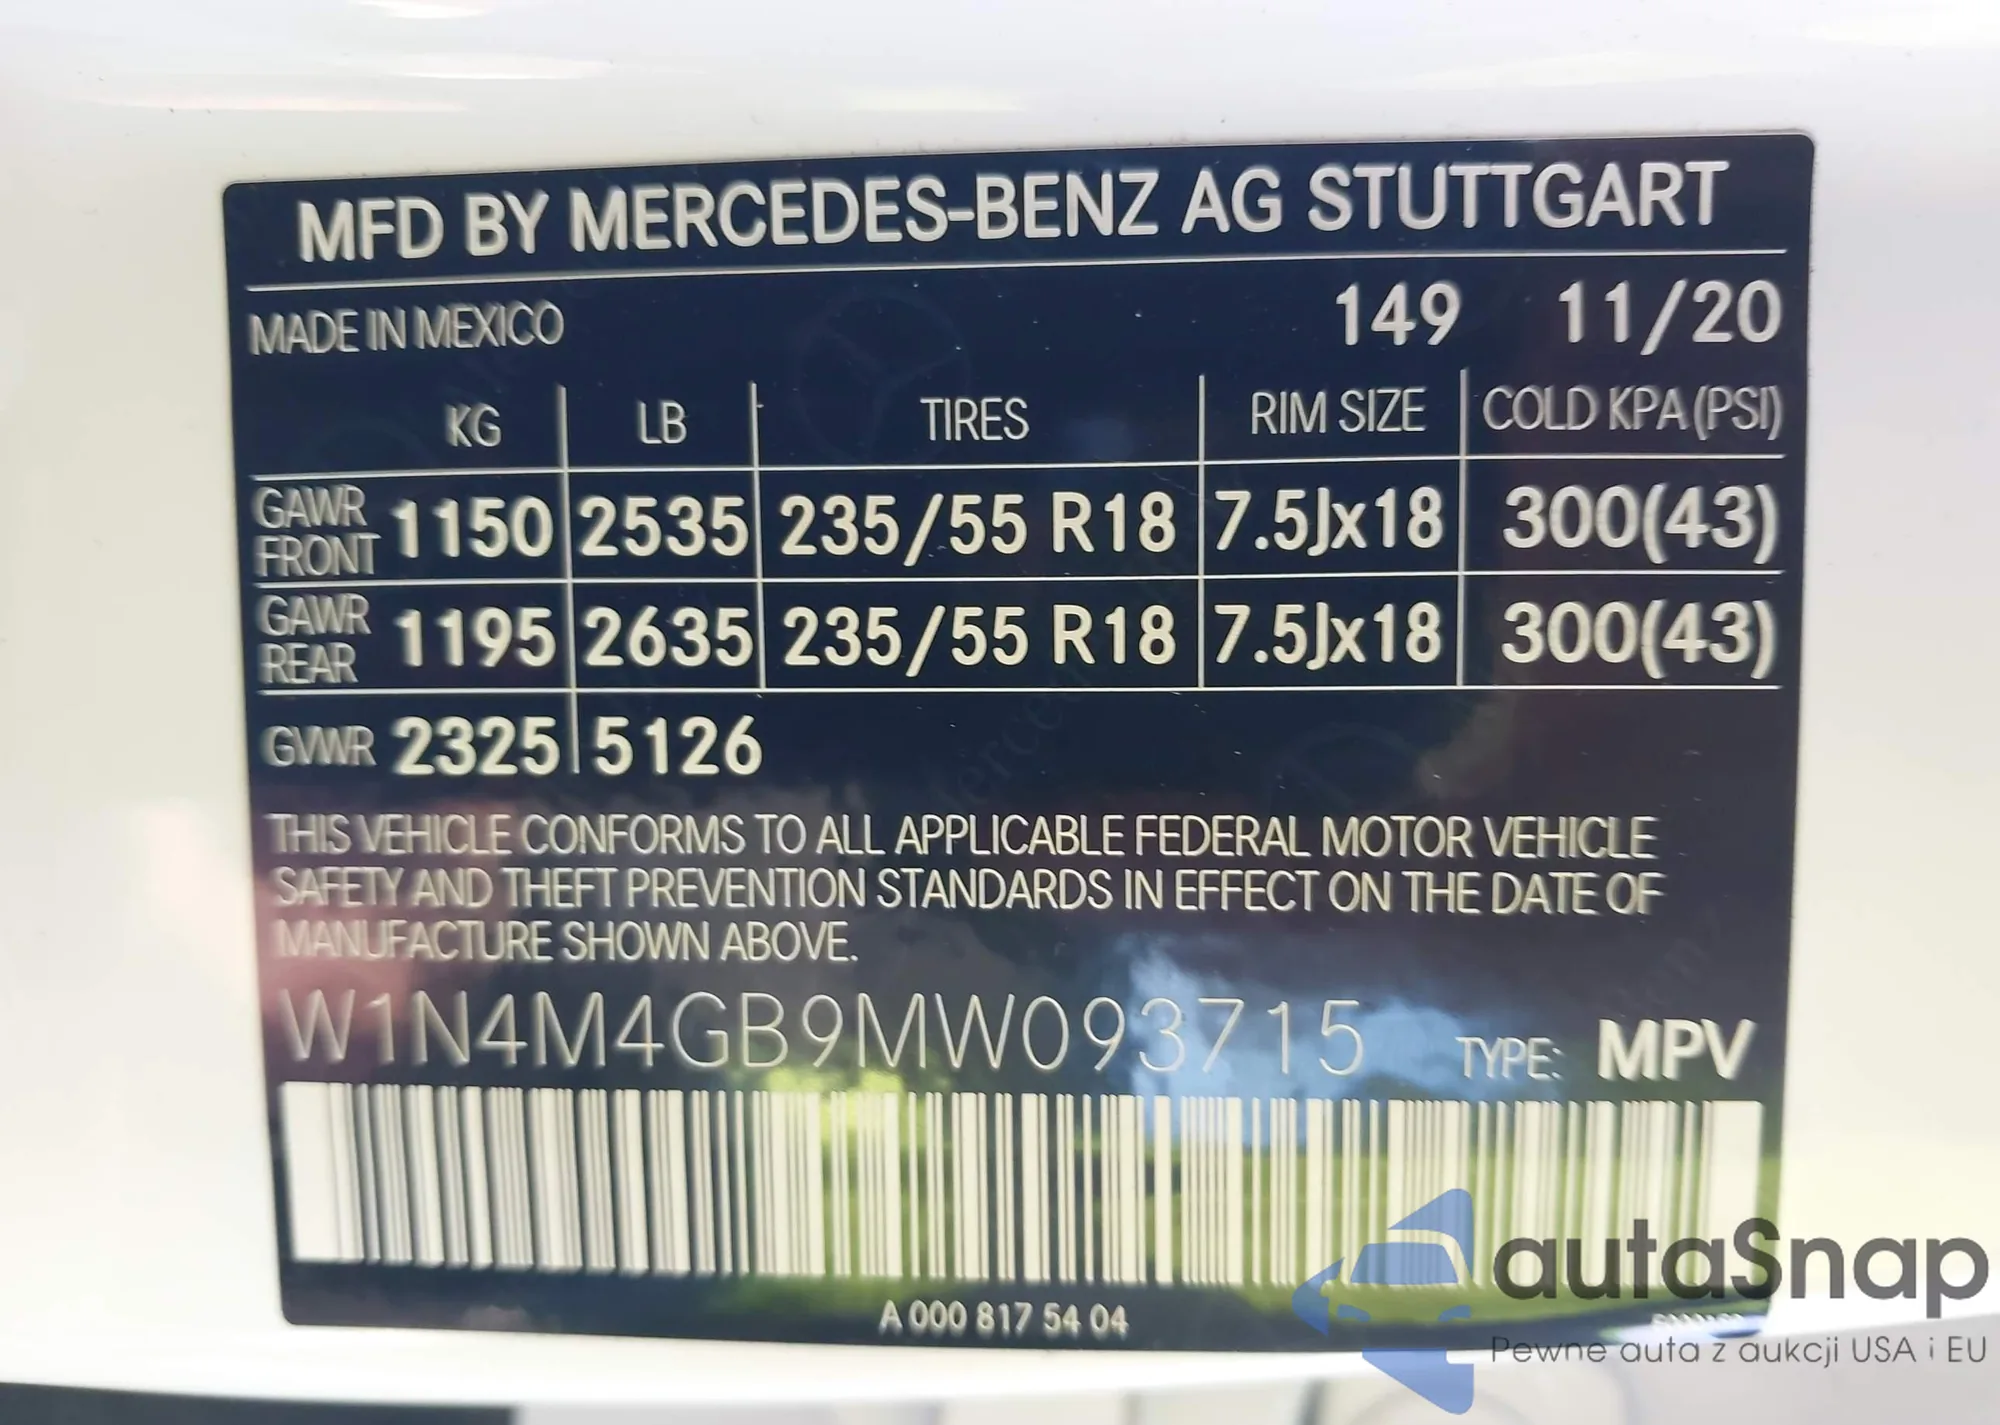 MFD BY MERCEDES-BENZ AG STUTTGART
MADE IN MEXICO 149 11/20
KG LB TIRES RIM SIZE COLD KPA (PSI)
GAWR FRONT 1150 2535 235/55 R18 7.5Jx18 300(43)
GAWR REAR 1195 2635 235/55 R18 7.5Jx18 300(43)
GVWR 2325 5126
THIS VEHICLE CONFORMS TO ALL APPLICABLE FEDERAL MOTOR VEHICLE
SAFETY AND THEFT PREVENTION STANDARDS IN EFFECT ON THE DATE OF
MANUFACTURE SHOWN ABOVE.
W1N4M4GB9MW093715 TYPE: MPV
A 000 817 54 04
autaSnap
Pewne auta z aukcji USA i EU